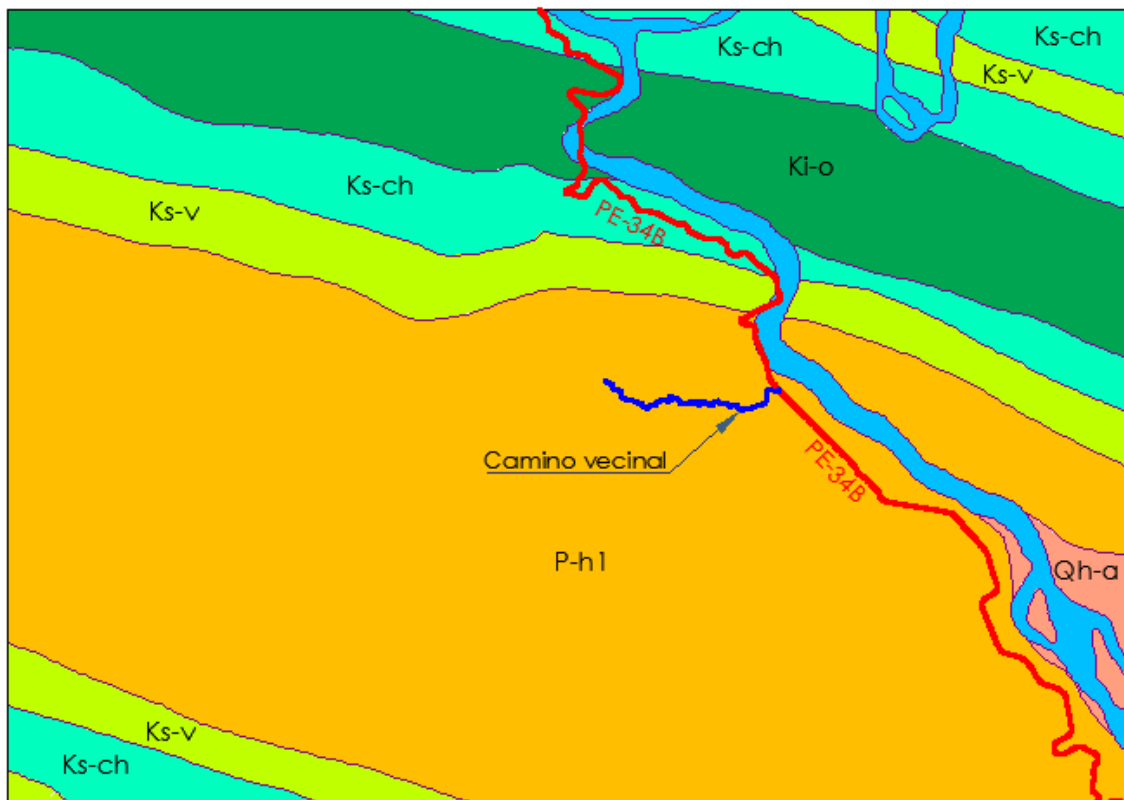 Ks-ch
Ks-ch
Ks-v
Ki-o
Ks-ch
Ks-v
PE-34B
Camino vecinal
PE-34B
P-h1
Qh-a
Ks-v
Ks-ch